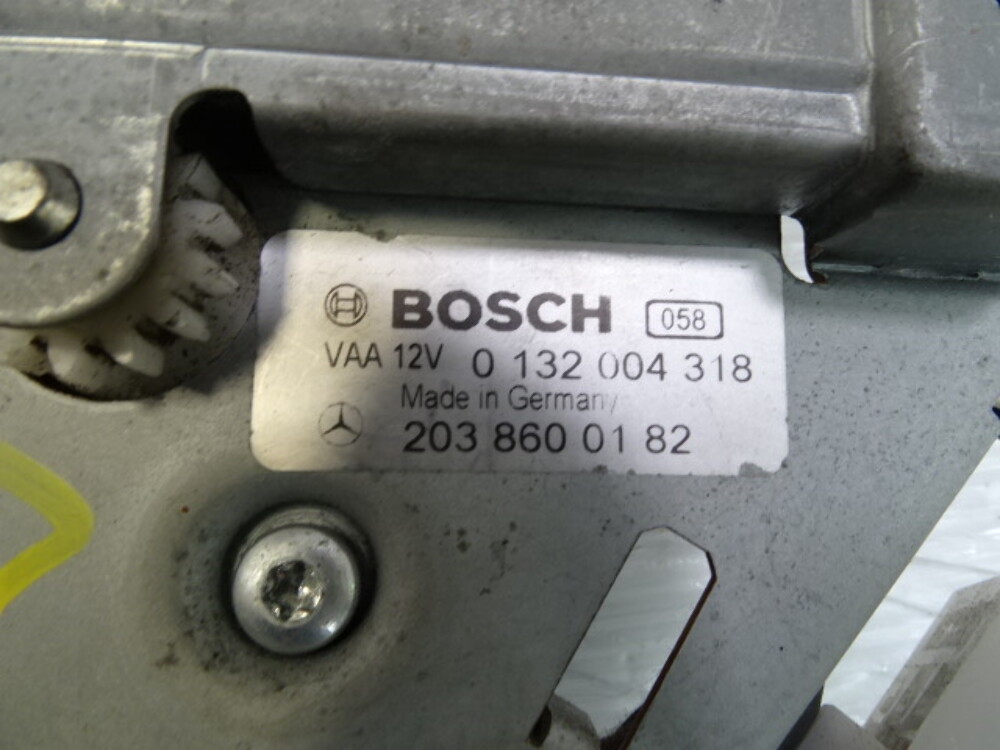 BOSCH 058
VAA 12V 0 132 004 318
Made in Germany
203 860 01 82